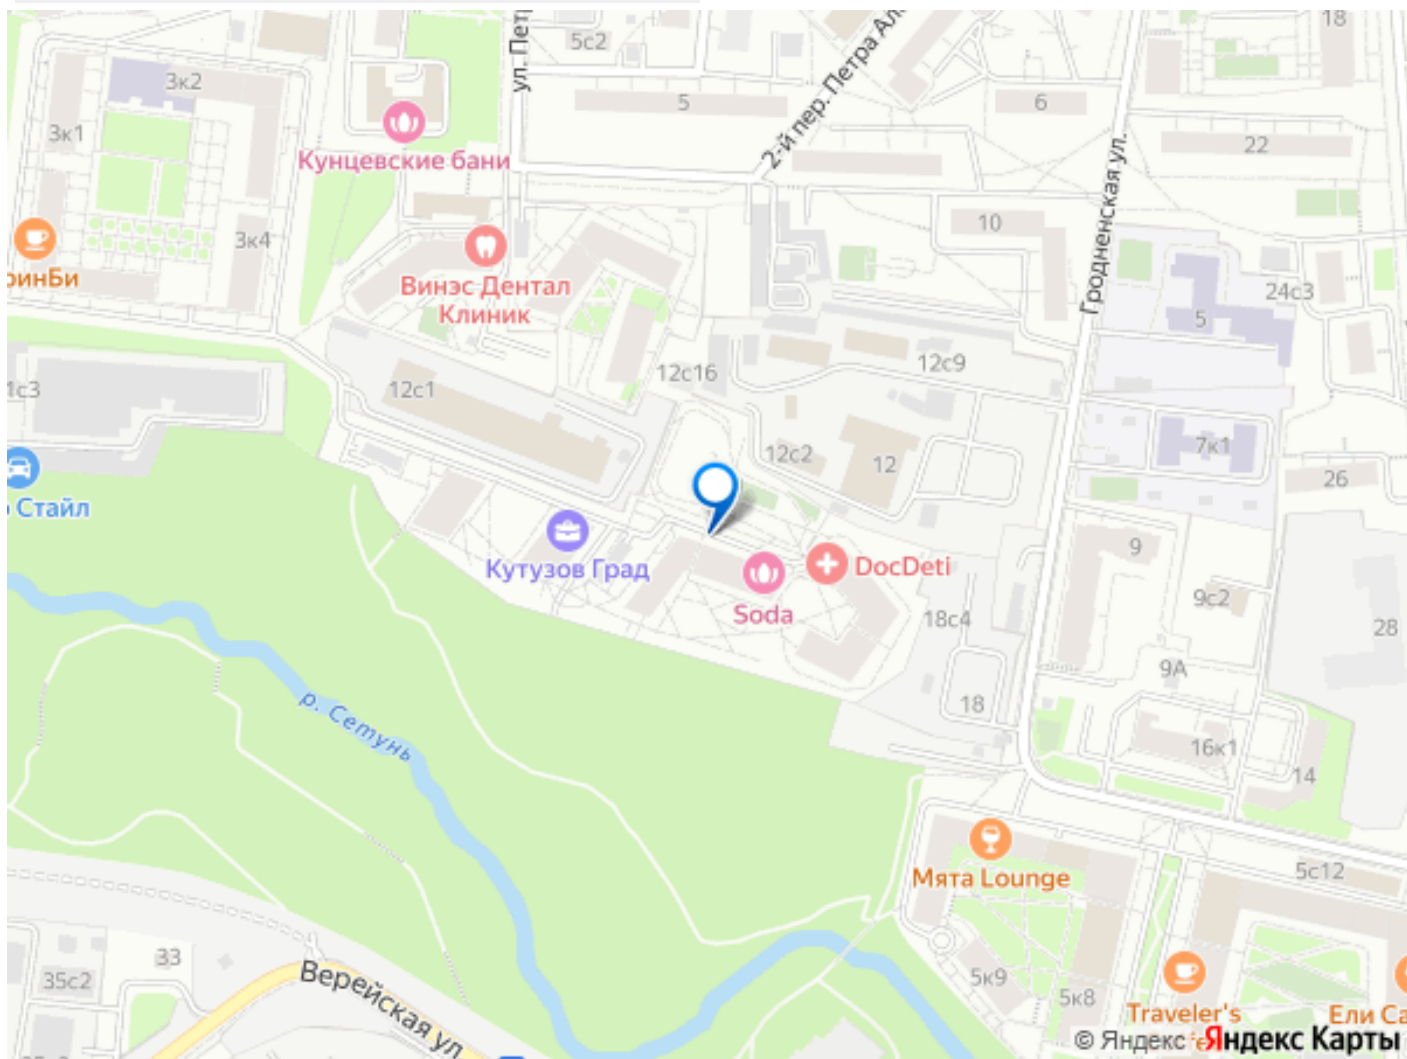 ул. Петр
5с2
18
3к2
5
6
2-й пер. Петра Ал
3к1
Кунцевские бани
22
Гродненская ул.
3к4
10
ринБи
Винэс Дентал
Клиник
24с3
5
1с3
12с1
12с16
12с9
12с2
12
7к1
26
Стайл
Кутузов Град
DocDeti
Soda
9
9с2
18с4
28
9А
18
р. Сетунь
16к1
14
Мята Lounge
5с12
33
35с2
Верейская ул.
5к9
5к8
Traveler's
Ели Са
© Яндекс
Яндекс Карты